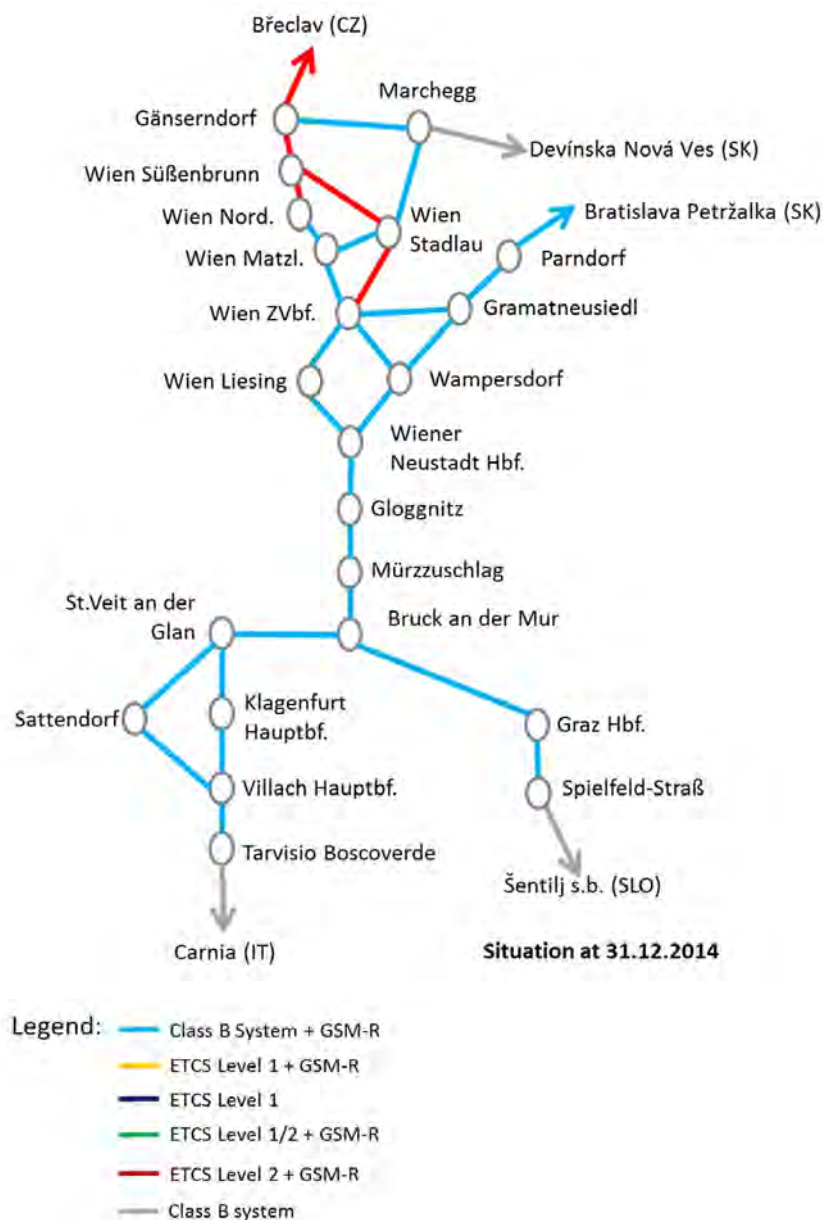 Břeclav (CZ)
Marchegg
Gänserndorf
Devínska Nová Ves (SK)
Wien Süßenbrunn
Bratislava Petržalka (SK)
Wien Nord.
Wien
Stadlau
Wien Matzl.
Parndorf
Wien ZVbf.
Gramatneusiedl
Wien Liesing
Wampersdorf
Wiener
Neustadt Hbf.
Gloggnitz
Mürzzuschlag
St.Veit an der
Glan
Bruck an der Mur
Sattendorf
Klagenfurt
Hauptbf.
Graz Hbf.
Villach Hauptbf.
Spielfeld-Straß
Tarvisio Boscoverde
Šentilj s.b. (SLO)
Carnia (IT)
Situation at 31.12.2014
Legend:
Class B System + GSM-R
ETCS Level 1 + GSM-R
ETCS Level 1
ETCS Level 1/2 + GSM-R
ETCS Level 2 + GSM-R
Class B system